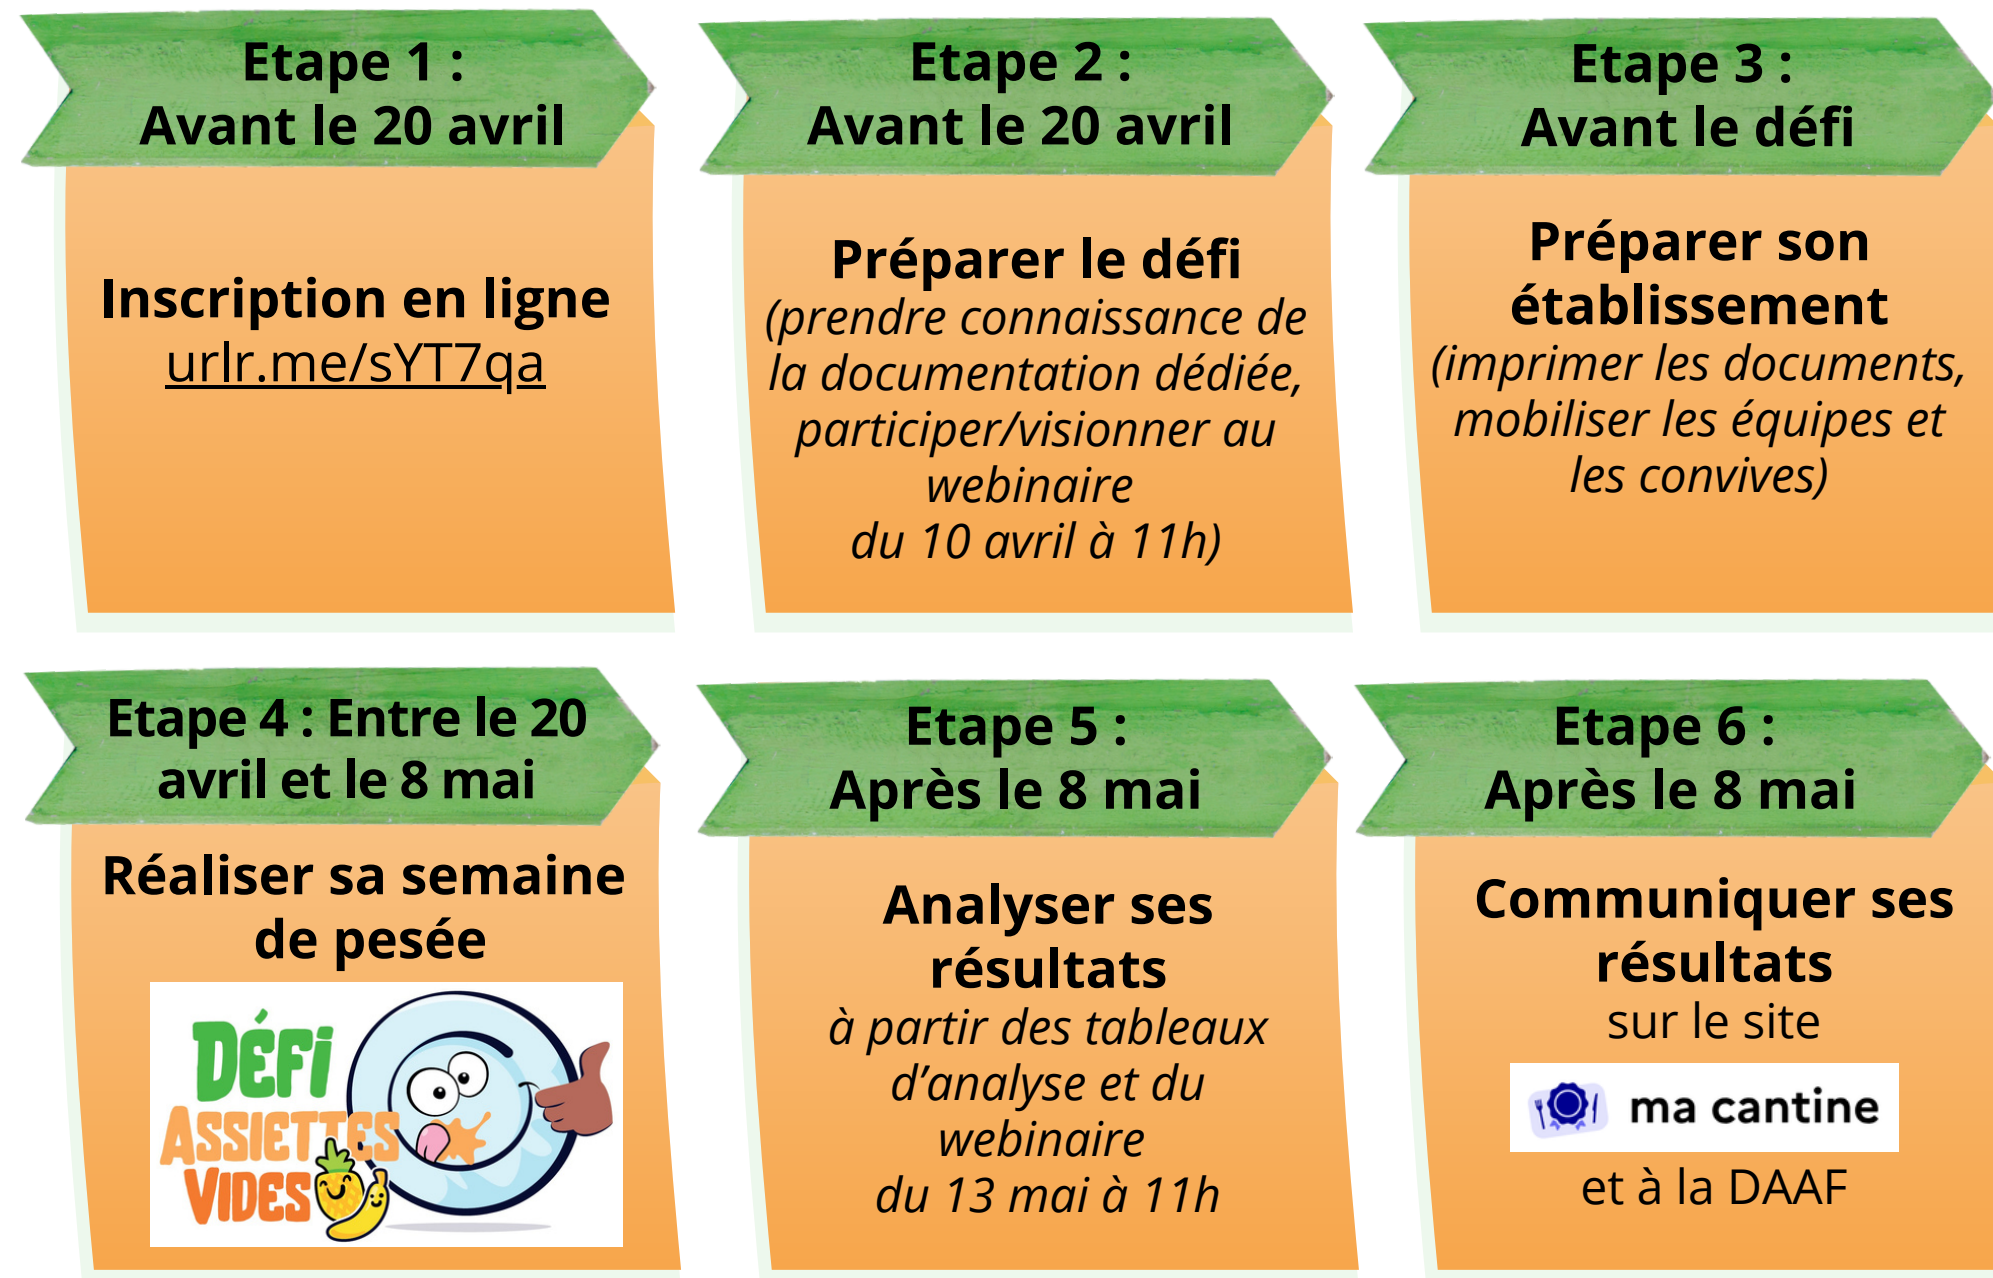 Etape 1 :
Avant le 20 avril
Inscription en ligne
urlr.me/sYT7qa
Etape 2 :
Avant le 20 avril
Préparer le défi
(prendre connaissance de
la documentation dédiée,
participer/visionner au
webinaire
du 10 avril à 11h)
Etape 3 :
Avant le défi
Préparer son
établissement
(imprimer les documents,
mobiliser les équipes et
les convives)
Etape 4 : Entre le 20
avril et le 8 mai
Réaliser sa semaine
de pesée
DÉFI
ASSIETTES
VIDES
Etape 5 :
Après le 8 mai
Analyser ses
résultats
à partir des tableaux
d’analyse et du
webinaire
du 13 mai à 11h
Etape 6 :
Après le 8 mai
Communiquer ses
résultats
sur le site
ma cantine
et à la DAAF